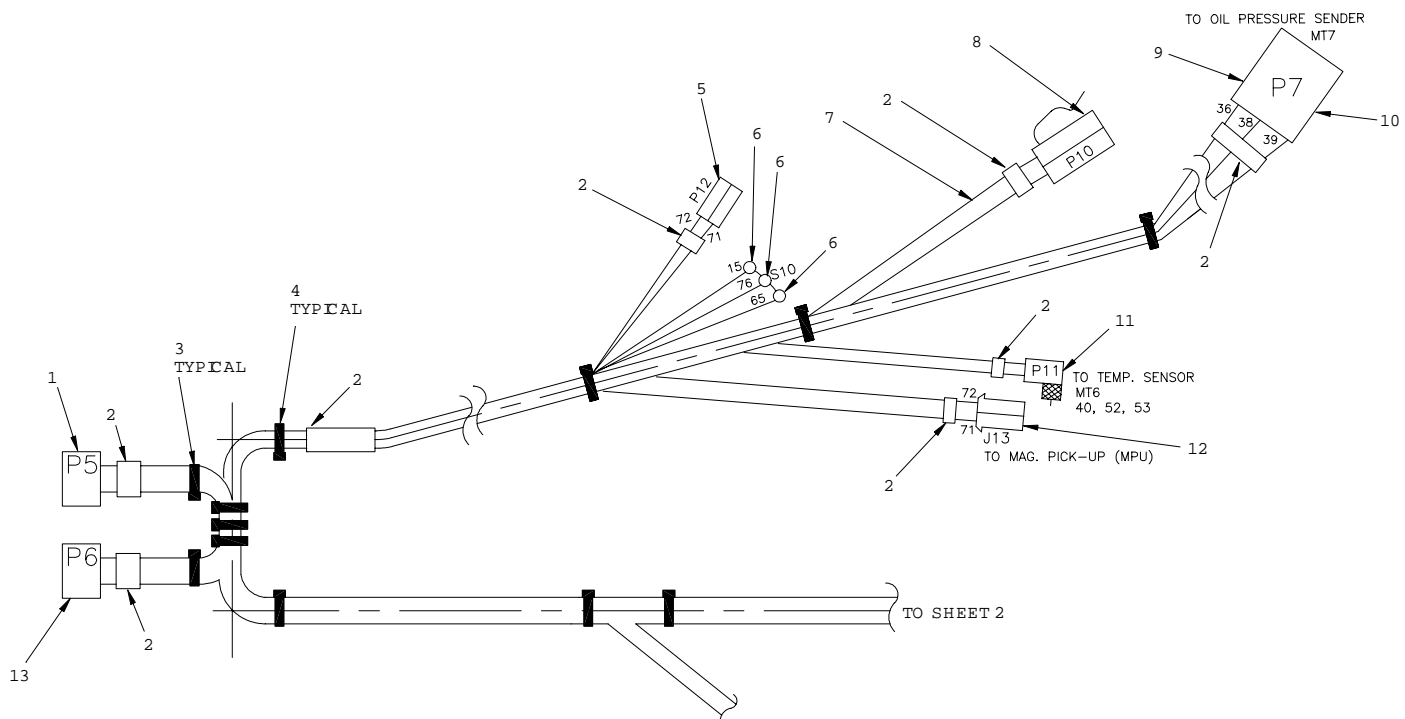 TO OIL PRESSURE SENDER
MT7
8
9
P7
5
2
7
36
38
39
10
6
6
P10
2
P12
72
71
2
6
15
S10
76
65
2
4
TYPICAL
2
11
3
TYPICAL
P11
TO TEMP. SENSOR
MT6
40, 52, 53
1
2
2
72
71
J13
12
TO MAG. PICK-UP (MPU)
P5
2
P6
TO SHEET 2
2
13